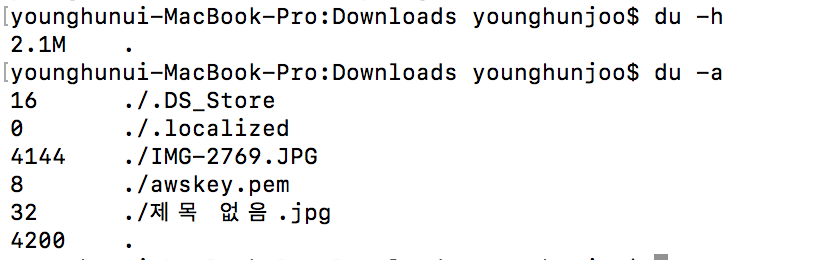 [younghunui-MacBook-Pro:Downloads younghunjoo$ du -h
2.1M    .
[younghunui-MacBook-Pro:Downloads younghunjoo$ du -a
16      ./.DS_Store
0       ./.localized
4144    ./IMG-2769.JPG
8       ./awskey.pem
32      ./제목 없음.jpg
4200    .